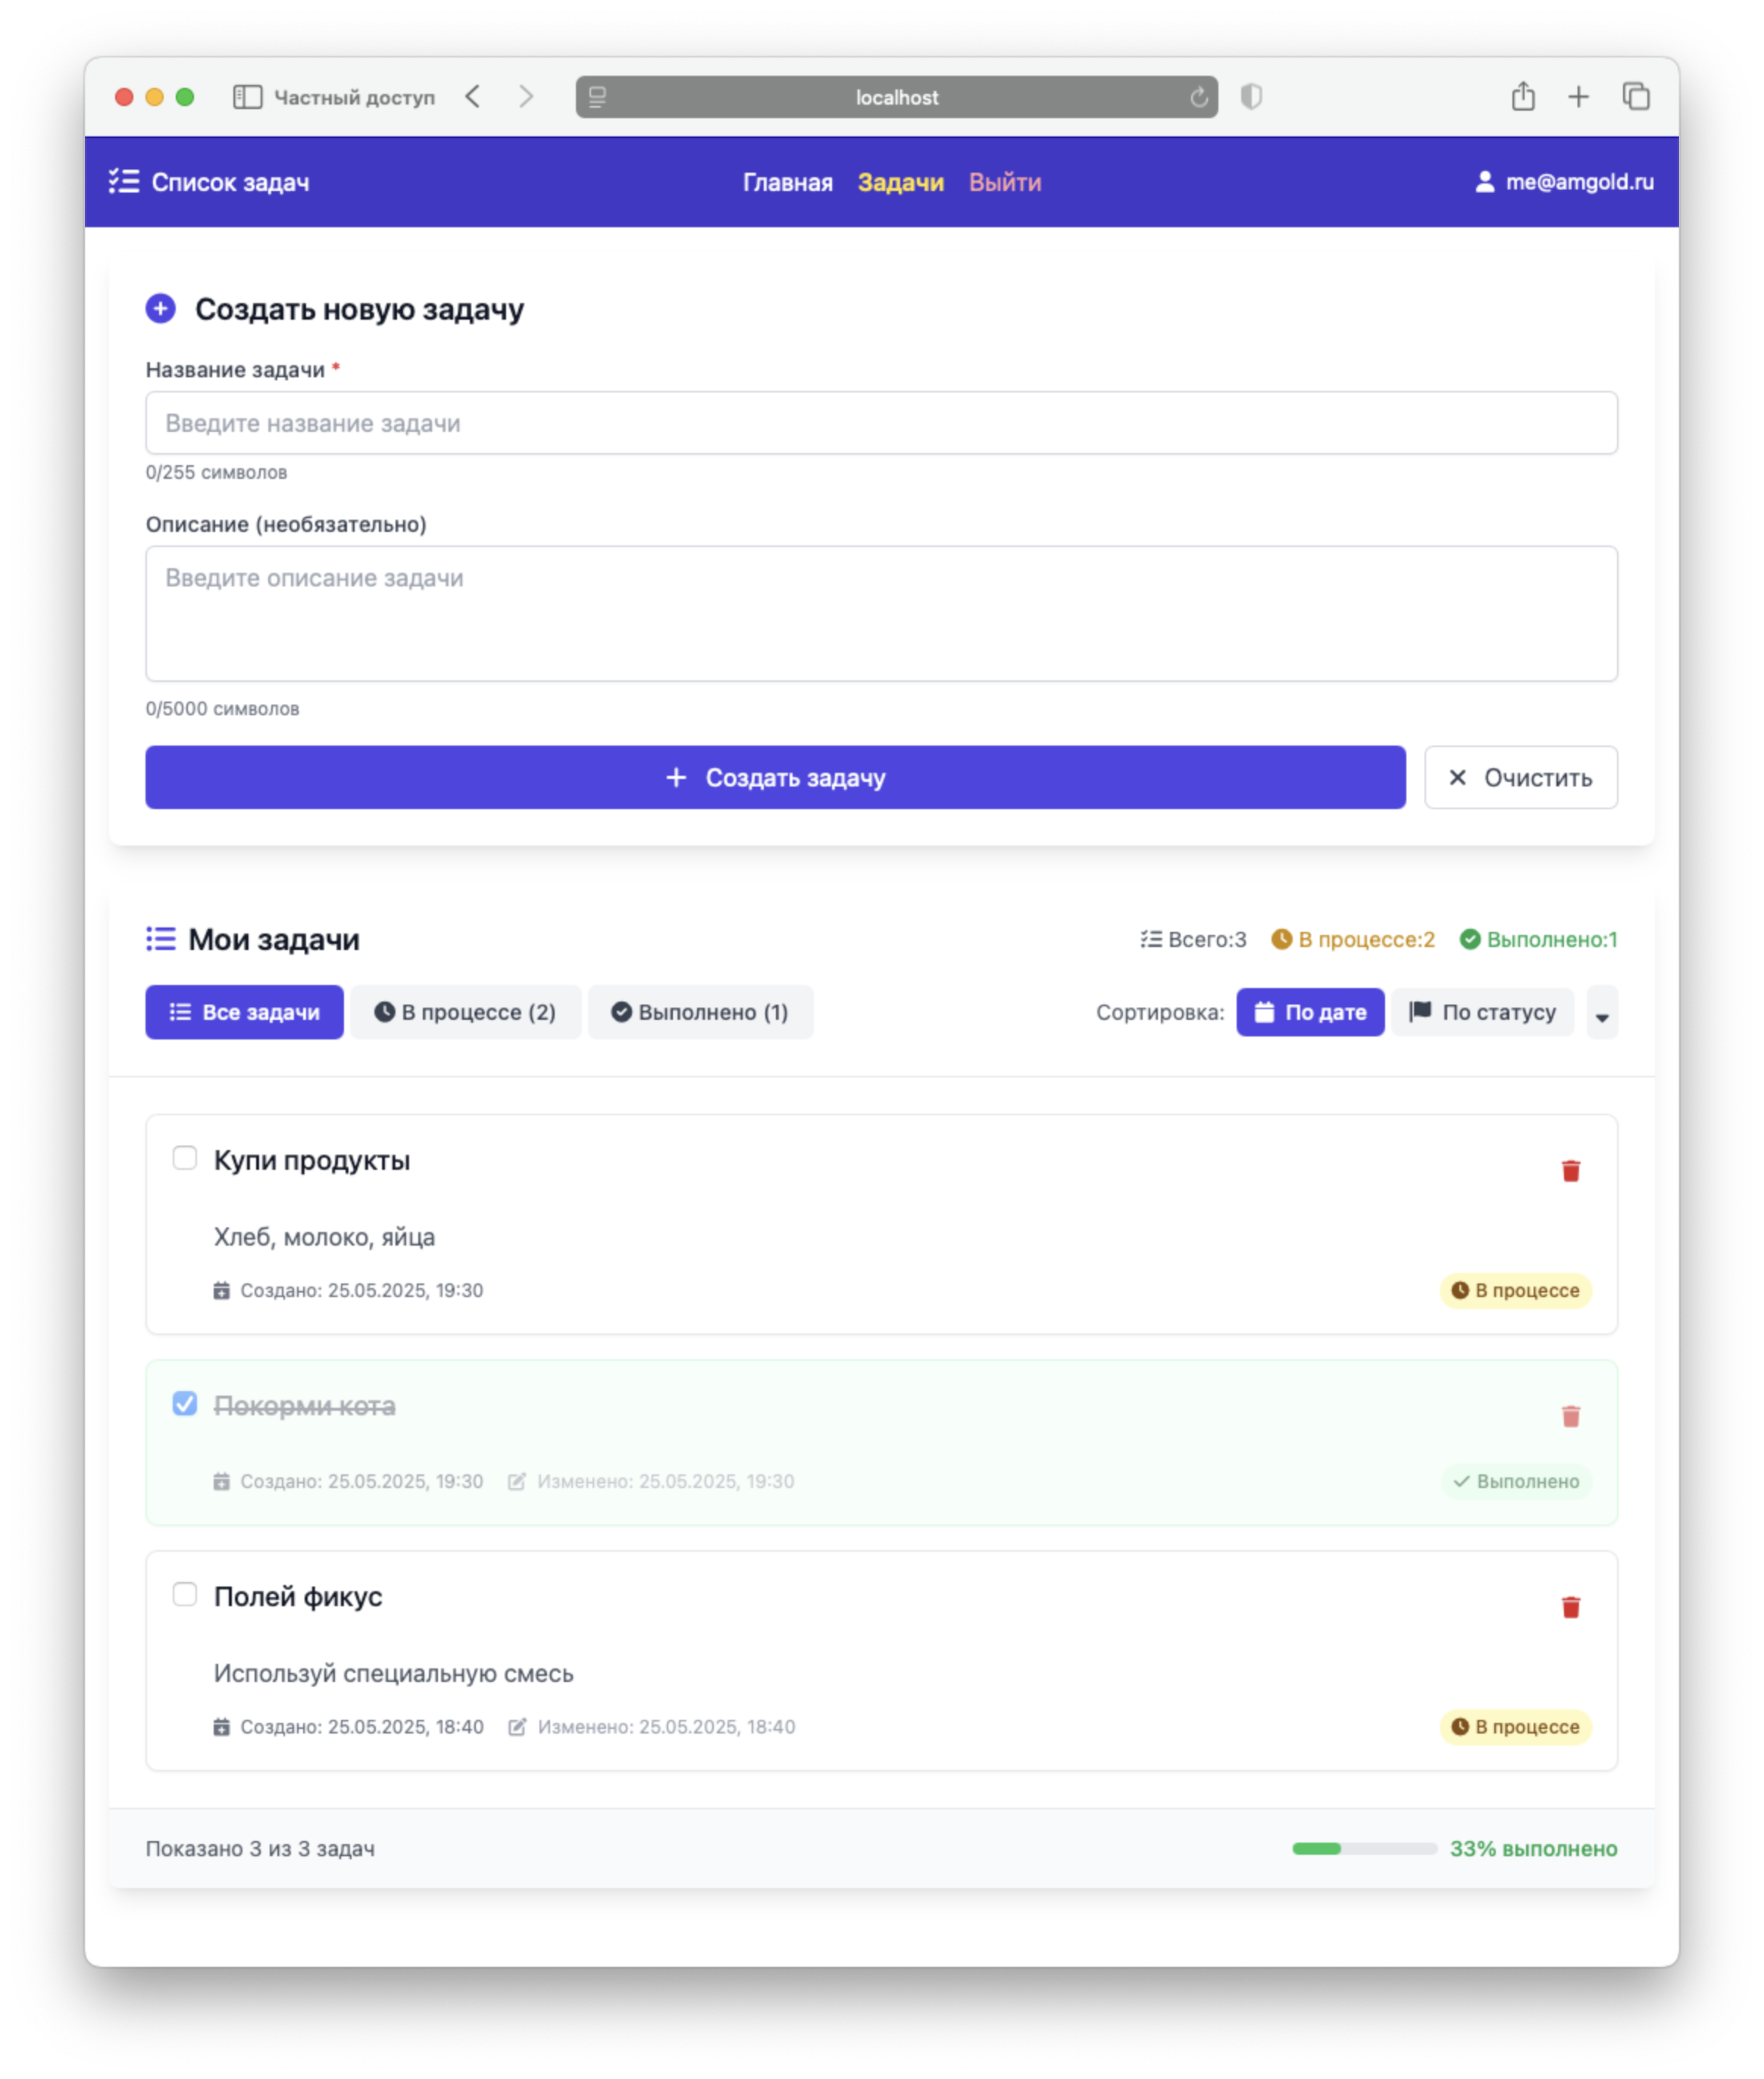 Частный доступ
localhost
Список задач
Главная Задачи Выйти
me@amgold.ru
Создать новую задачу
Название задачи *
Введите название задачи
0/255 символов
Описание (необязательно)
Введите описание задачи
0/5000 символов
+ Создать задачу
× Очистить
Мои задачи
Всего:3 В процессе:2 Выполнено:1
Все задачи В процессе (2) Выполнено (1)
Сортировка: По дате По статусу
Купи продукты
Хлеб, молоко, яйца
Создано: 25.05.2025, 19:30
В процессе
Покорми кота
Создано: 25.05.2025, 19:30 Изменено: 25.05.2025, 19:30
Выполнено
Полей фикус
Используй специальную смесь
Создано: 25.05.2025, 18:40 Изменено: 25.05.2025, 18:40
В процессе
Показано 3 из 3 задач
33% выполнено